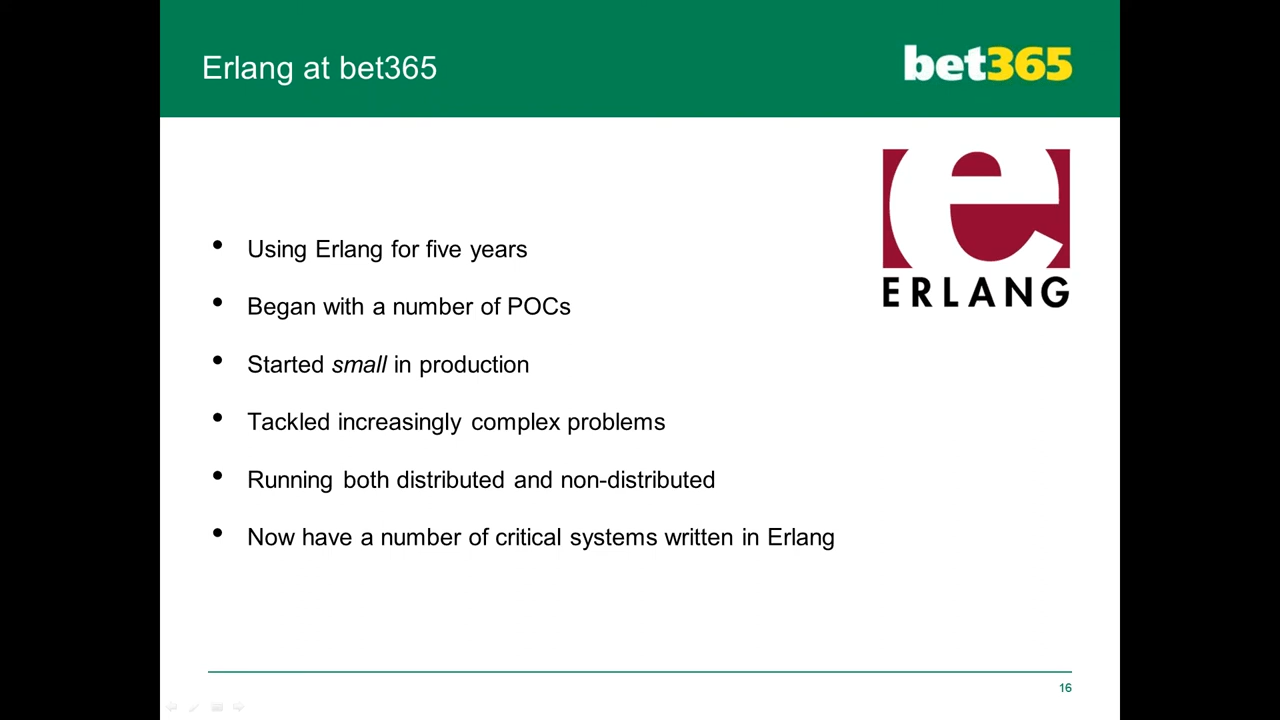 Erlang at bet365
bet365
ERLANG
• Using Erlang for five years
• Began with a number of POCs
• Started small in production
• Tackled increasingly complex problems
• Running both distributed and non-distributed
• Now have a number of critical systems written in Erlang
16